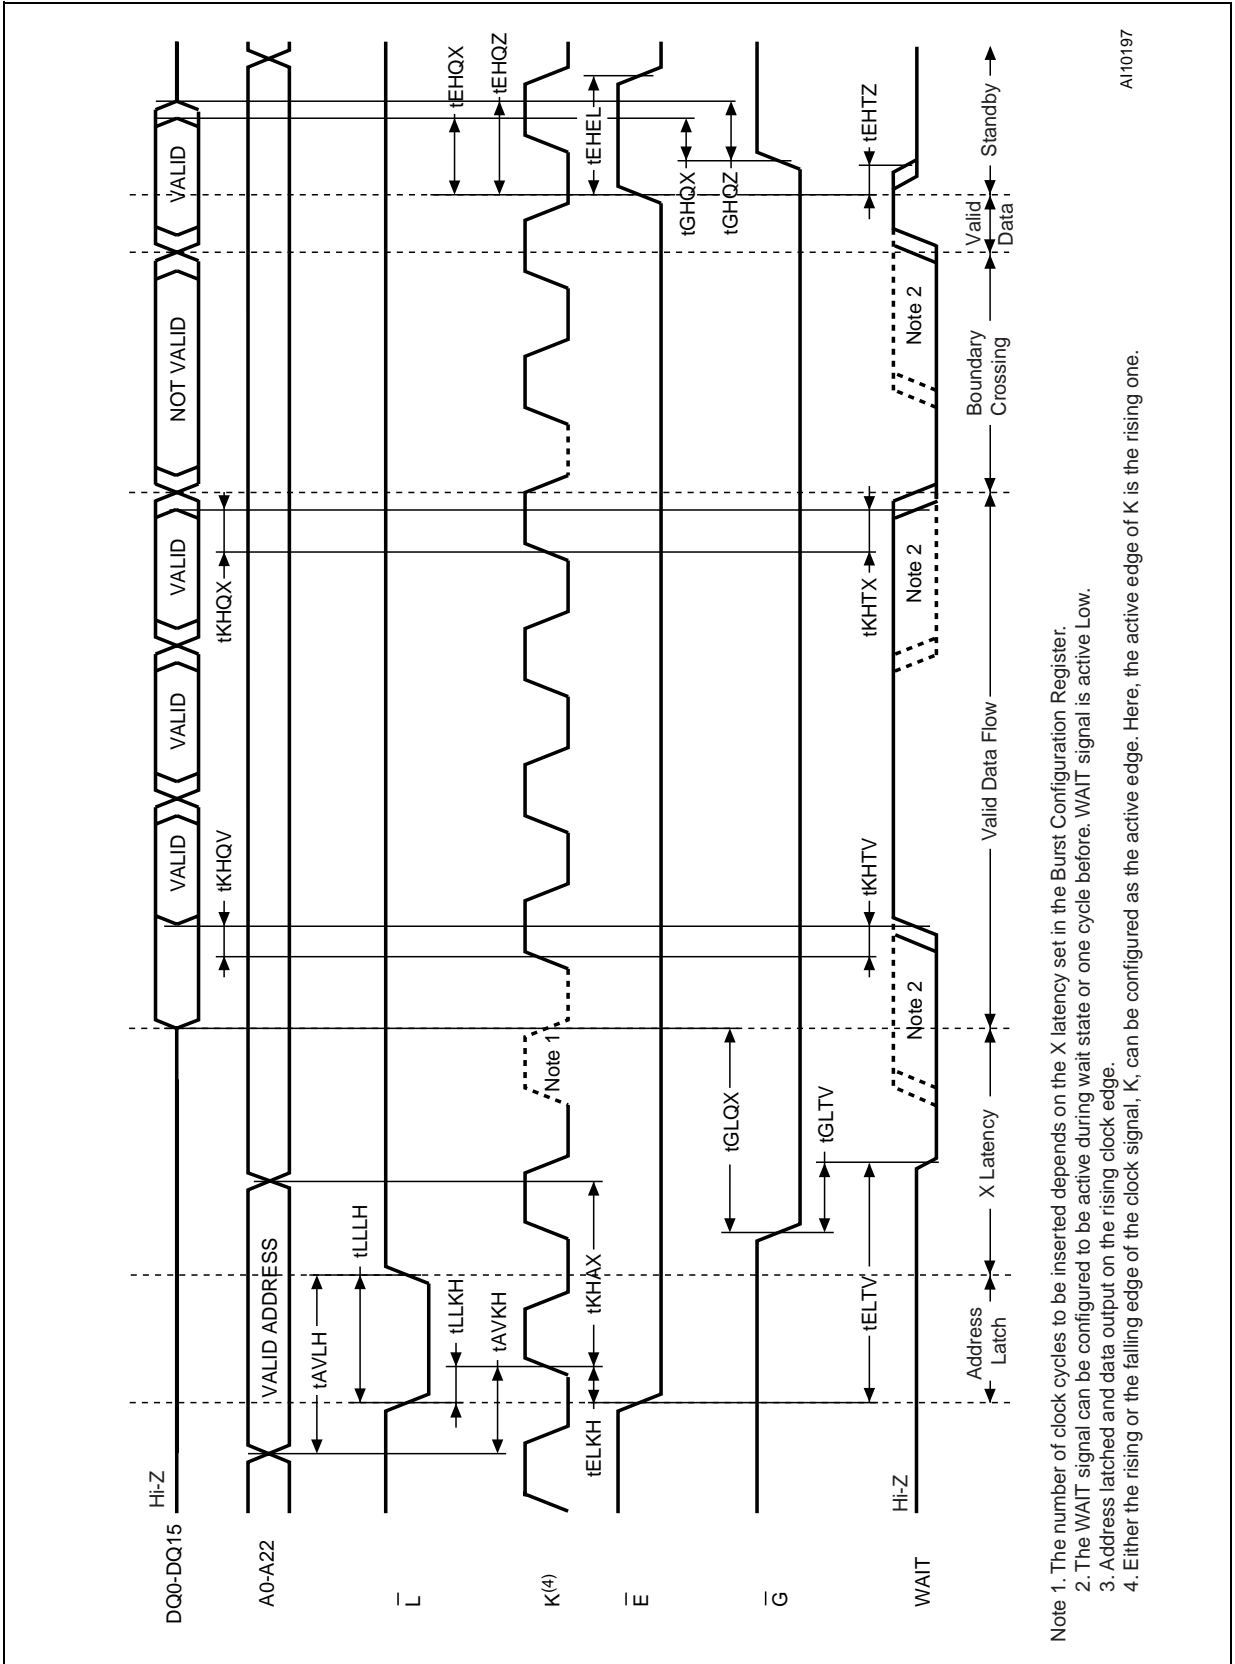 DQ0-DQ15
Hi-Z
VALID
VALID
VALID
NOT VALID
VALID
tKHQV
tKHQX
A0-A22
VALID ADDRESS
tAVLH
L
tLLLH
tLLKH
tEHQX
tAVKH
tEHQZ
K(4)
Note 1
tELKH
tKHAX
tEHEL
E
tGHQX
tGLQX
tGHQZ
G
tGLTV
tELTV
tKHTV
tKHTX
tEHTZ
WAIT
Hi-Z
Note 2
Note 2
Note 2
Address
Latch
X Latency
Valid Data Flow
Boundary
Crossing
Valid
Data
Standby
Note 1. The number of clock cycles to be inserted depends on the X latency set in the Burst Configuration Register.
2. The WAIT signal can be configured to be active during wait state or one cycle before. WAIT signal is active Low.
3. Address latched and data output on the rising clock edge.
4. Either the rising or the falling edge of the clock signal, K, can be configured as the active edge. Here, the active edge of K is the rising one.
AI10197